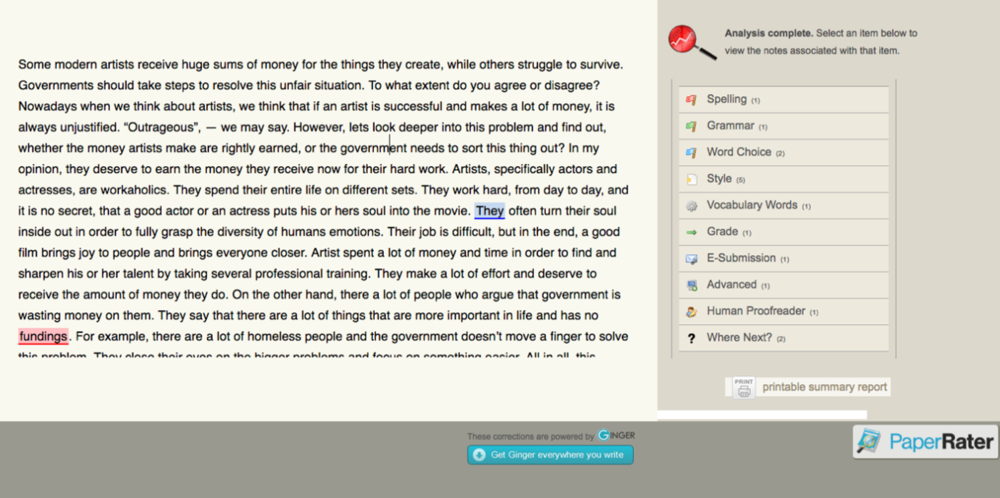 Some modern artists receive huge sums of money for the things they create, while others struggle to survive.
Governments should take steps to resolve this unfair situation. To what extent do you agree or disagree?
Nowadays when we think about artists, we think that if an artist is successful and makes a lot of money, it is
always unjustified. “Outrageous”, — we may say. However, lets look deeper into this problem and find out,
whether the money artists make are rightly earned, or the government needs to sort this thing out? In my
opinion, they deserve to earn the money they receive now for their hard work. Artists, specifically actors and
actresses, are workaholics. They spend their entire life on different sets. They work hard, from day to day, and
it is no secret, that a good actor or an actress puts his or hers soul into the movie. They often turn their soul
inside out in order to fully grasp the diversity of humans emotions. Their job is difficult, but in the end, a good
film brings joy to people and brings everyone closer. Artist spent a lot of money and time in order to find and
sharpen his or her talent by taking several professional training. They make a lot of effort and deserve to
receive the amount of money they do. On the other hand, there a lot of people who argue that government is
wasting money on them. They say that there are a lot of things that are more important in life and has no
fundings. For example, there are a lot of homeless people and the government doesn't move a finger to solve
this problem. They close their eyes on the bigger problems and focus on something easier. All in all, this
Analysis complete. Select an item below to
view the notes associated with that item.
Spelling (1)
Grammar (1)
Word Choice (2)
Style (5)
Vocabulary Words (1)
Grade (1)
E-Submission (1)
Advanced (1)
Human Proofreader (1)
? Where Next? (2)
PRINT
printable summary report
These corrections are powered by GINGER
Get Ginger everywhere you write
PaperRater